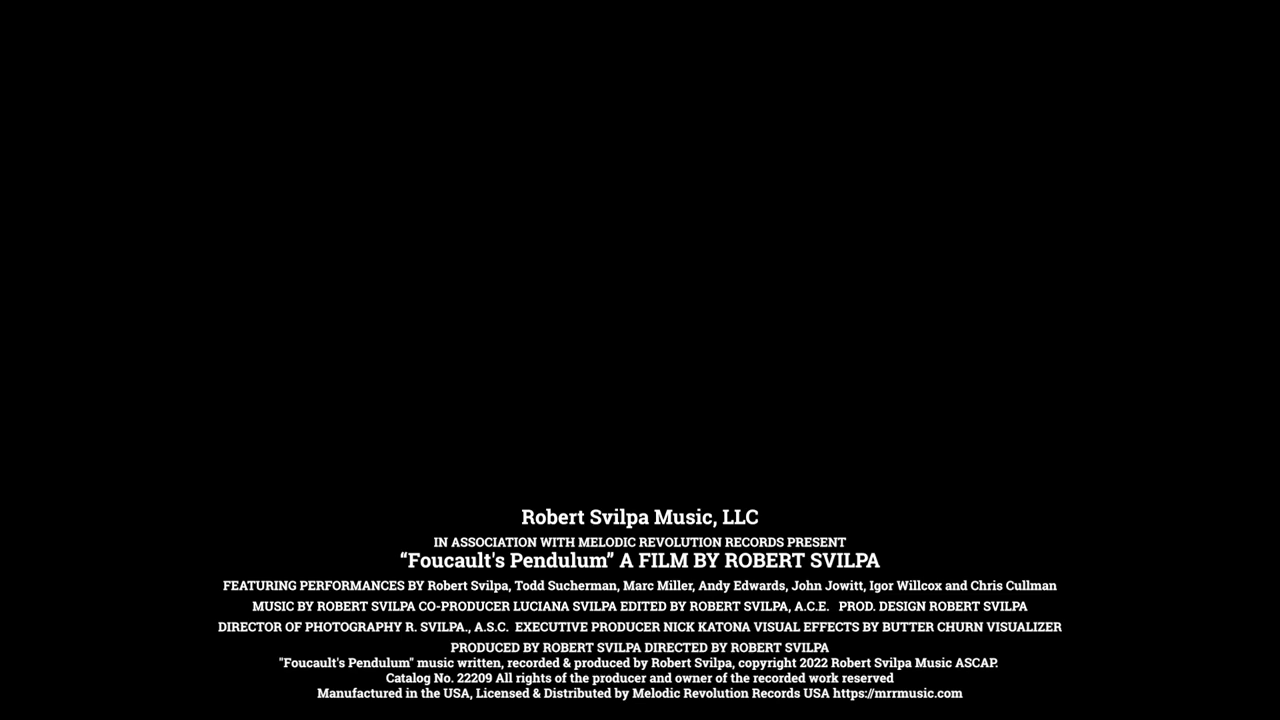 Robert Svilpa Music, LLC
IN ASSOCIATION WITH MELODIC REVOLUTION RECORDS PRESENT
“Foucault's Pendulum” A FILM BY ROBERT SVILPA
FEATURING PERFORMANCES BY Robert Svilpa, Todd Sucherman, Marc Miller, Andy Edwards, John Jowitt, Igor Willcox and Chris Cullman
MUSIC BY ROBERT SVILPA CO-PRODUCER LUCIANA SVILPA EDITED BY ROBERT SVILPA, A.C.E. PROD. DESIGN ROBERT SVILPA
DIRECTOR OF PHOTOGRAPHY R. SVILPA., A.S.C. EXECUTIVE PRODUCER NICK KATONA VISUAL EFFECTS BY BUTTER CHURN VISUALIZER
PRODUCED BY ROBERT SVILPA DIRECTED BY ROBERT SVILPA
"Foucault's Pendulum" music written, recorded & produced by Robert Svilpa, copyright 2022 Robert Svilpa Music ASCAP.
Catalog No. 22209 All rights of the producer and owner of the recorded work reserved
Manufactured in the USA, Licensed & Distributed by Melodic Revolution Records USA https://mrrmusic.com